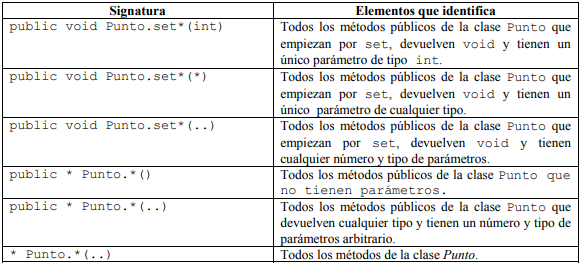 Signatura
Elementos que identifica
public void Punto.set*(int)
Todos los métodos públicos de la clase Punto que
empiezan por set, devuelven void y tienen un
único parámetro de tipo int.
public void Punto.set*(*)
Todos los métodos públicos de la clase Punto que
empiezan por set, devuelven void y tienen un
único parámetro de cualquier tipo.
public void Punto.set*(..)
Todos los métodos públicos de la clase Punto que
empiezan por set, devuelven void y tienen
cualquier número y tipo de parámetros.
public * Punto.*()
Todos los métodos públicos de la clase Punto que
no tienen parámetros.
public * Punto.*(..)
Todos los métodos públicos de la clase Punto que
devuelven cualquier tipo y tienen un número y tipo de
parámetros arbitrario.
* Punto.*(..)
Todos los métodos de la clase Punto.